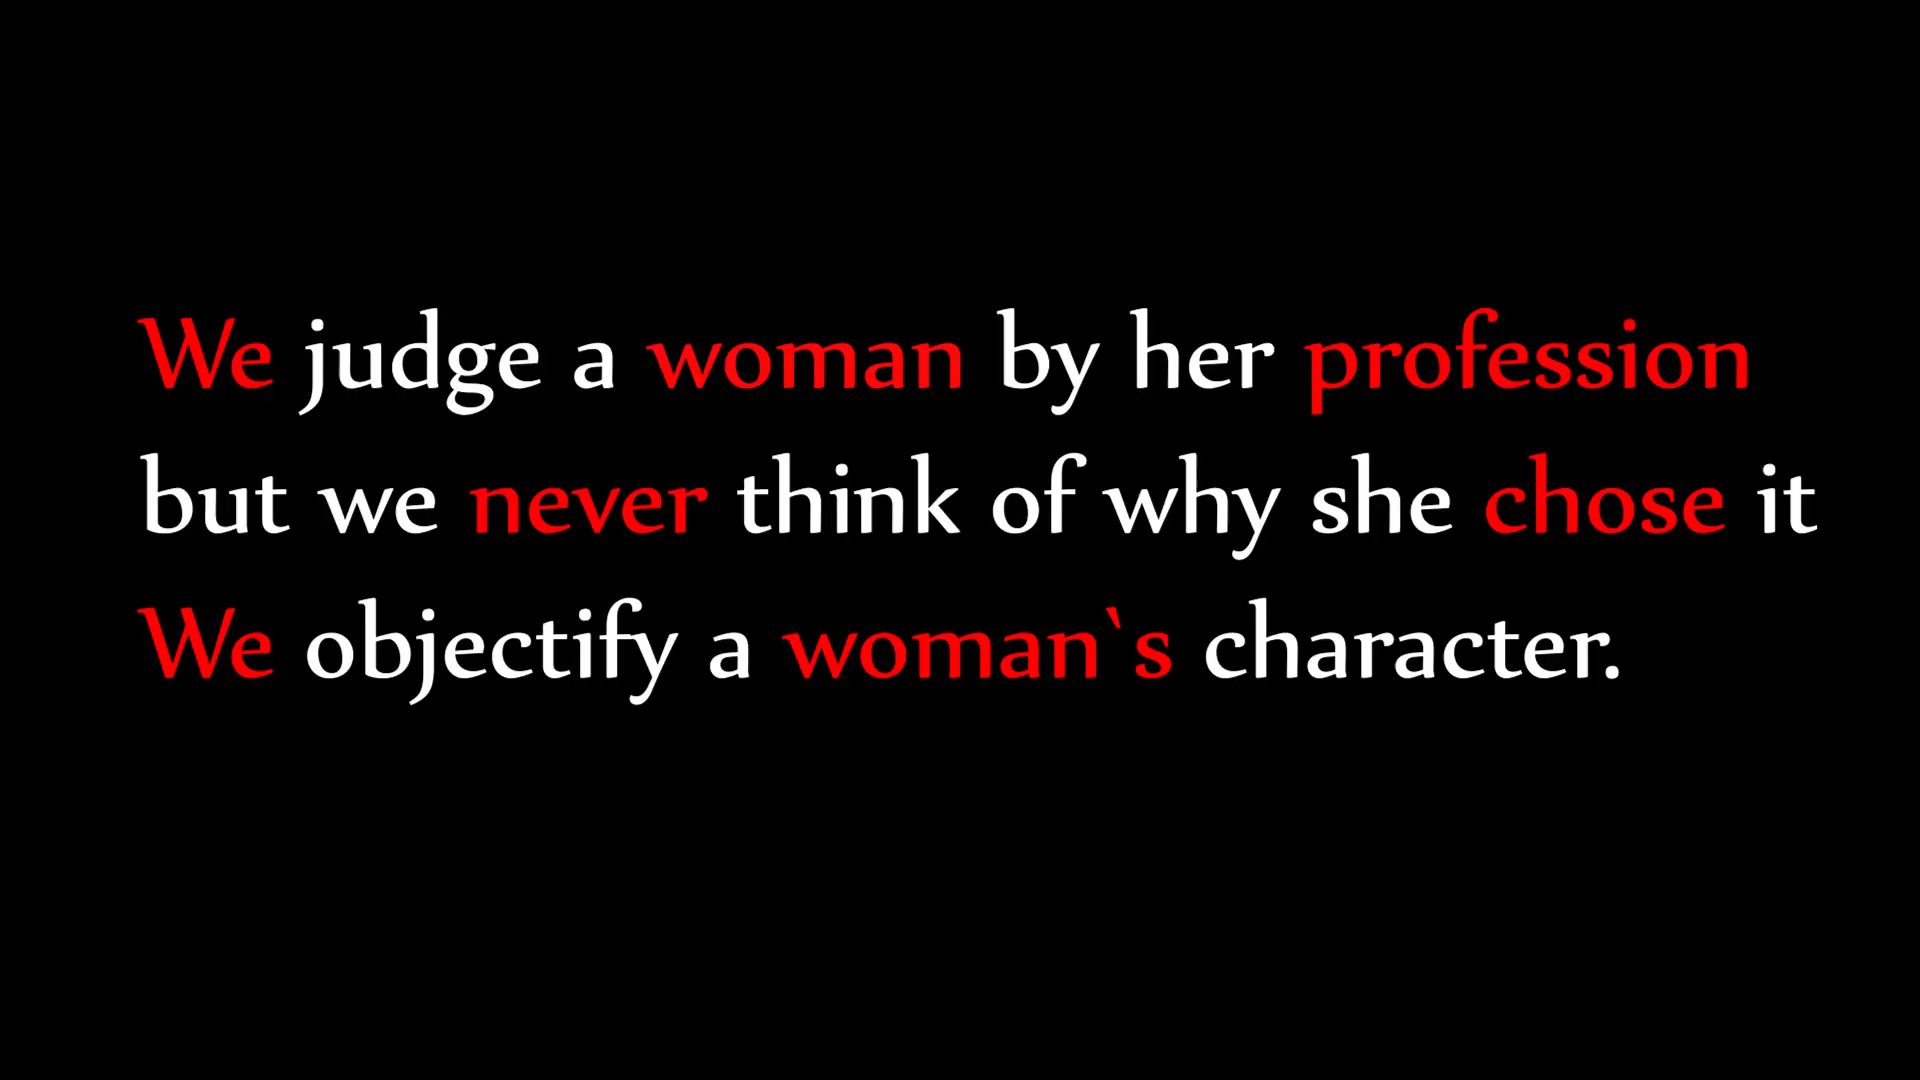 We judge a woman by her profession
but we never think of why she chose it
We objectify a woman`s character.